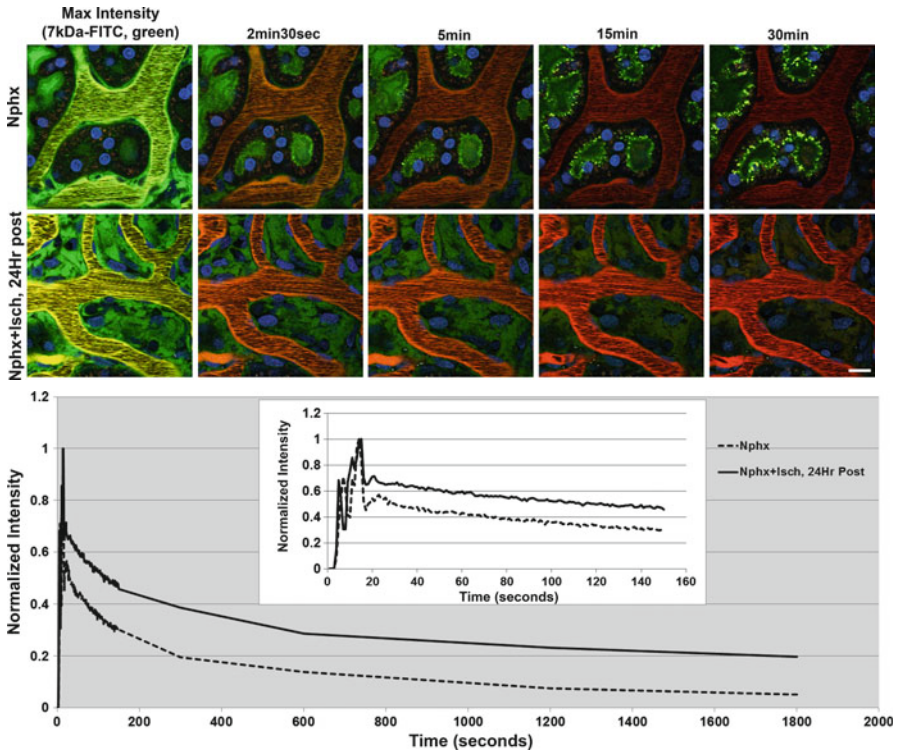 Max Intensity
(7kDa-FITC, green)
2min30sec
5min
15min
30min
Nphx
Nphx+Isch, 24Hr post
1.2
1
0.8
0.6
0.4
0.2
0
Normalized Intensity
0
200
400
600
800
1000
1200
1400
1600
1800
2000
Time (seconds)
1.2
1
0.8
0.6
0.4
0.2
0
Normalized Intensity
0
20
40
60
80
100
120
140
160
Time (seconds)
Nphx
Nphx+Isch, 24Hr Post